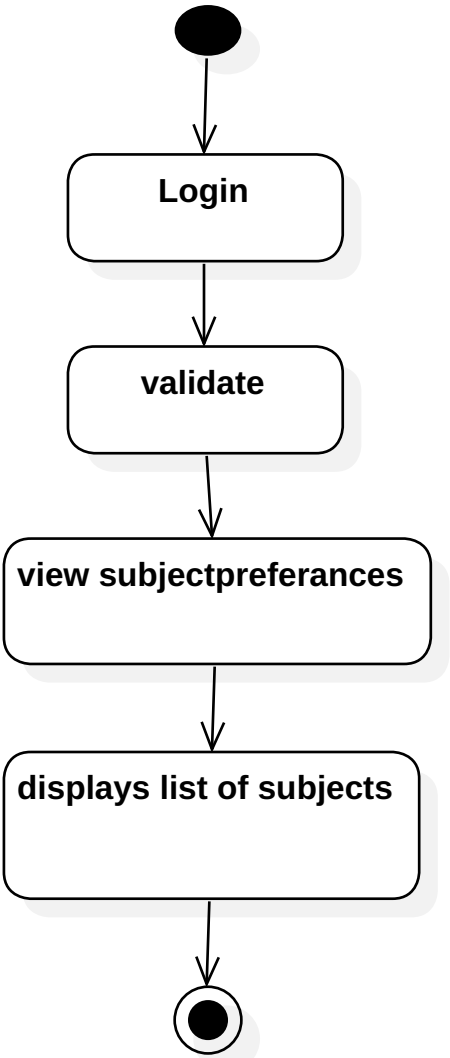 Login
validate
view subjectpreferances
displays list of subjects